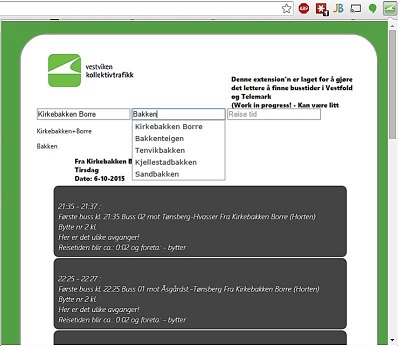 vestviken
kollektivtrafikk
Denne extension'n er laget for å gjøre
det lettere å finne busstider i Vestfold
og Telemark
(Work in progress! - Kan være litt
Kirkebakken Borre
Bakken
Reise tid
Kirkebakken+Borre
Bakken
Kirkebakken Borre
Bakkenteigen
Tenvikbakken
Kjellestadbakken
Sandbakken
Fra Kirkebakken B
Tirsdag
Dato: 6-10-2015
21:35 - 21:37 :
Første buss kl. 21:35 Buss 02 mot Tønsberg-Hvasser Fra Kirkebakken Borre (Horten)
Bytte nr 2 kl.
Her er det ulike avganger!
Reisetiden blir ca.: 0:02 og foreta: - bytter
22:25 - 22:27 :
Første buss kl. 22:25 Buss 01 mot Åsgårdst.-Tønsberg Fra Kirkebakken Borre (Horten)
Bytte nr 2 kl.
Her er det ulike avganger!
Reisetiden blir ca.: 0:02 og foreta: - bytter